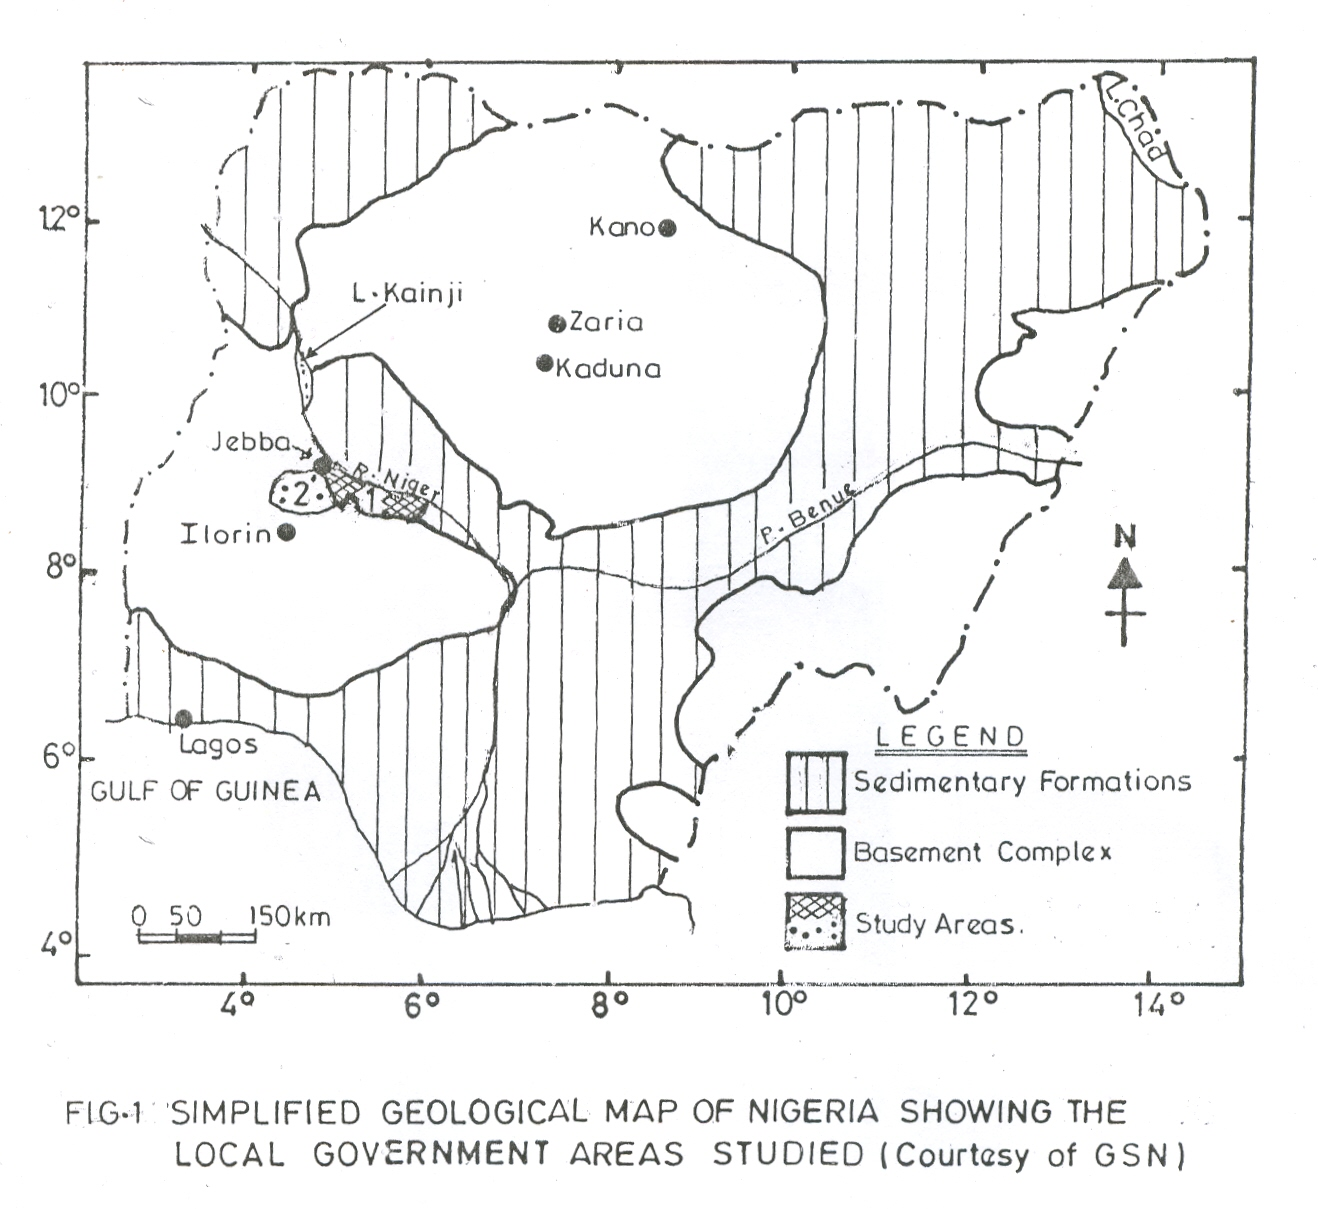 L.Chad
12°
Kano
L.Kainji
Zaria
Kaduna
10°
Jebba
R.Niger
2
1
R.Benue
Ilorin
N
8°
LEGEND
Lagos
6°
Sedimentary Formations
GULF OF GUINEA
Basement Complex
0 50 150km
Study Areas.
4°
4° 6° 8° 10° 12° 14°
FIG.1 SIMPLIFIED GEOLOGICAL MAP OF NIGERIA SHOWING THE
LOCAL GOVERNMENT AREAS STUDIED (Courtesy of GSN)